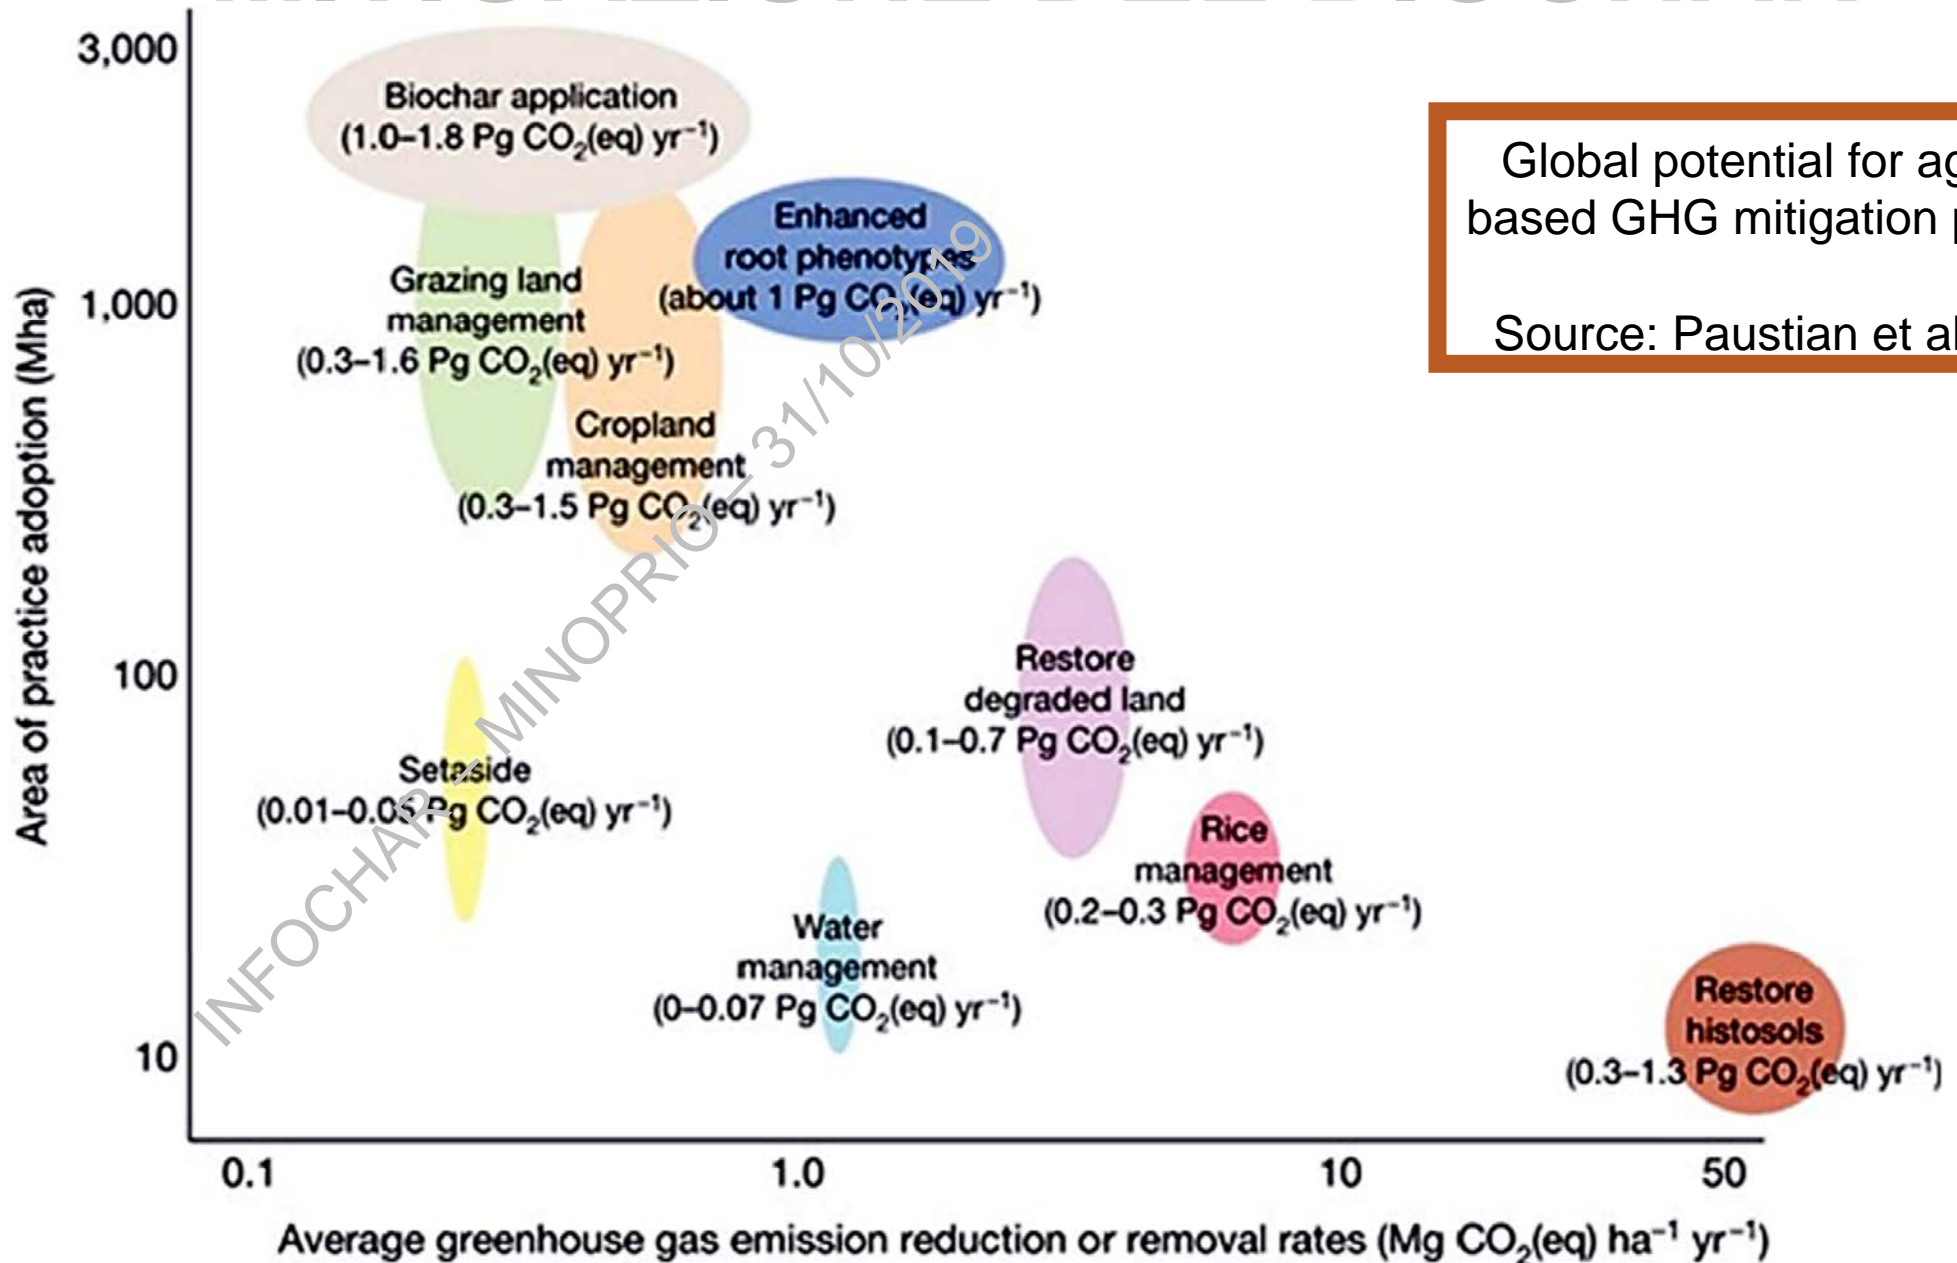 3,000
Biochar application
(1.0–1.8 Pg CO₂(eq) yr⁻¹)
Global potential for
based GHG mitigation
Source: Paustian et
Enhanced
root phenotypes
(about 1 Pg CO₂(eq) yr⁻¹)
1,000
Grazing land
management
(0.3–1.6 Pg CO₂(eq) yr⁻¹)
Cropland
management
(0.3–1.5 Pg CO₂(eq) yr⁻¹)
Area of practice adoption (Mha)
100
Restore
degraded land
(0.1–0.7 Pg CO₂(eq) yr⁻¹)
Setaside
(0.01–0.05 Pg CO₂(eq) yr⁻¹)
Rice
management
(0.2–0.3 Pg CO₂(eq) yr⁻¹)
Water
management
(0–0.07 Pg CO₂(eq) yr⁻¹)
Restore
histosols
(0.3–1.3 Pg CO₂(eq) yr⁻¹)
10
INFOCHAR – MINOPRIO – 31/10/2019
0.1 1.0 10 50
Average greenhouse gas emission reduction or removal rates (Mg CO₂(eq) ha⁻¹ yr⁻¹)